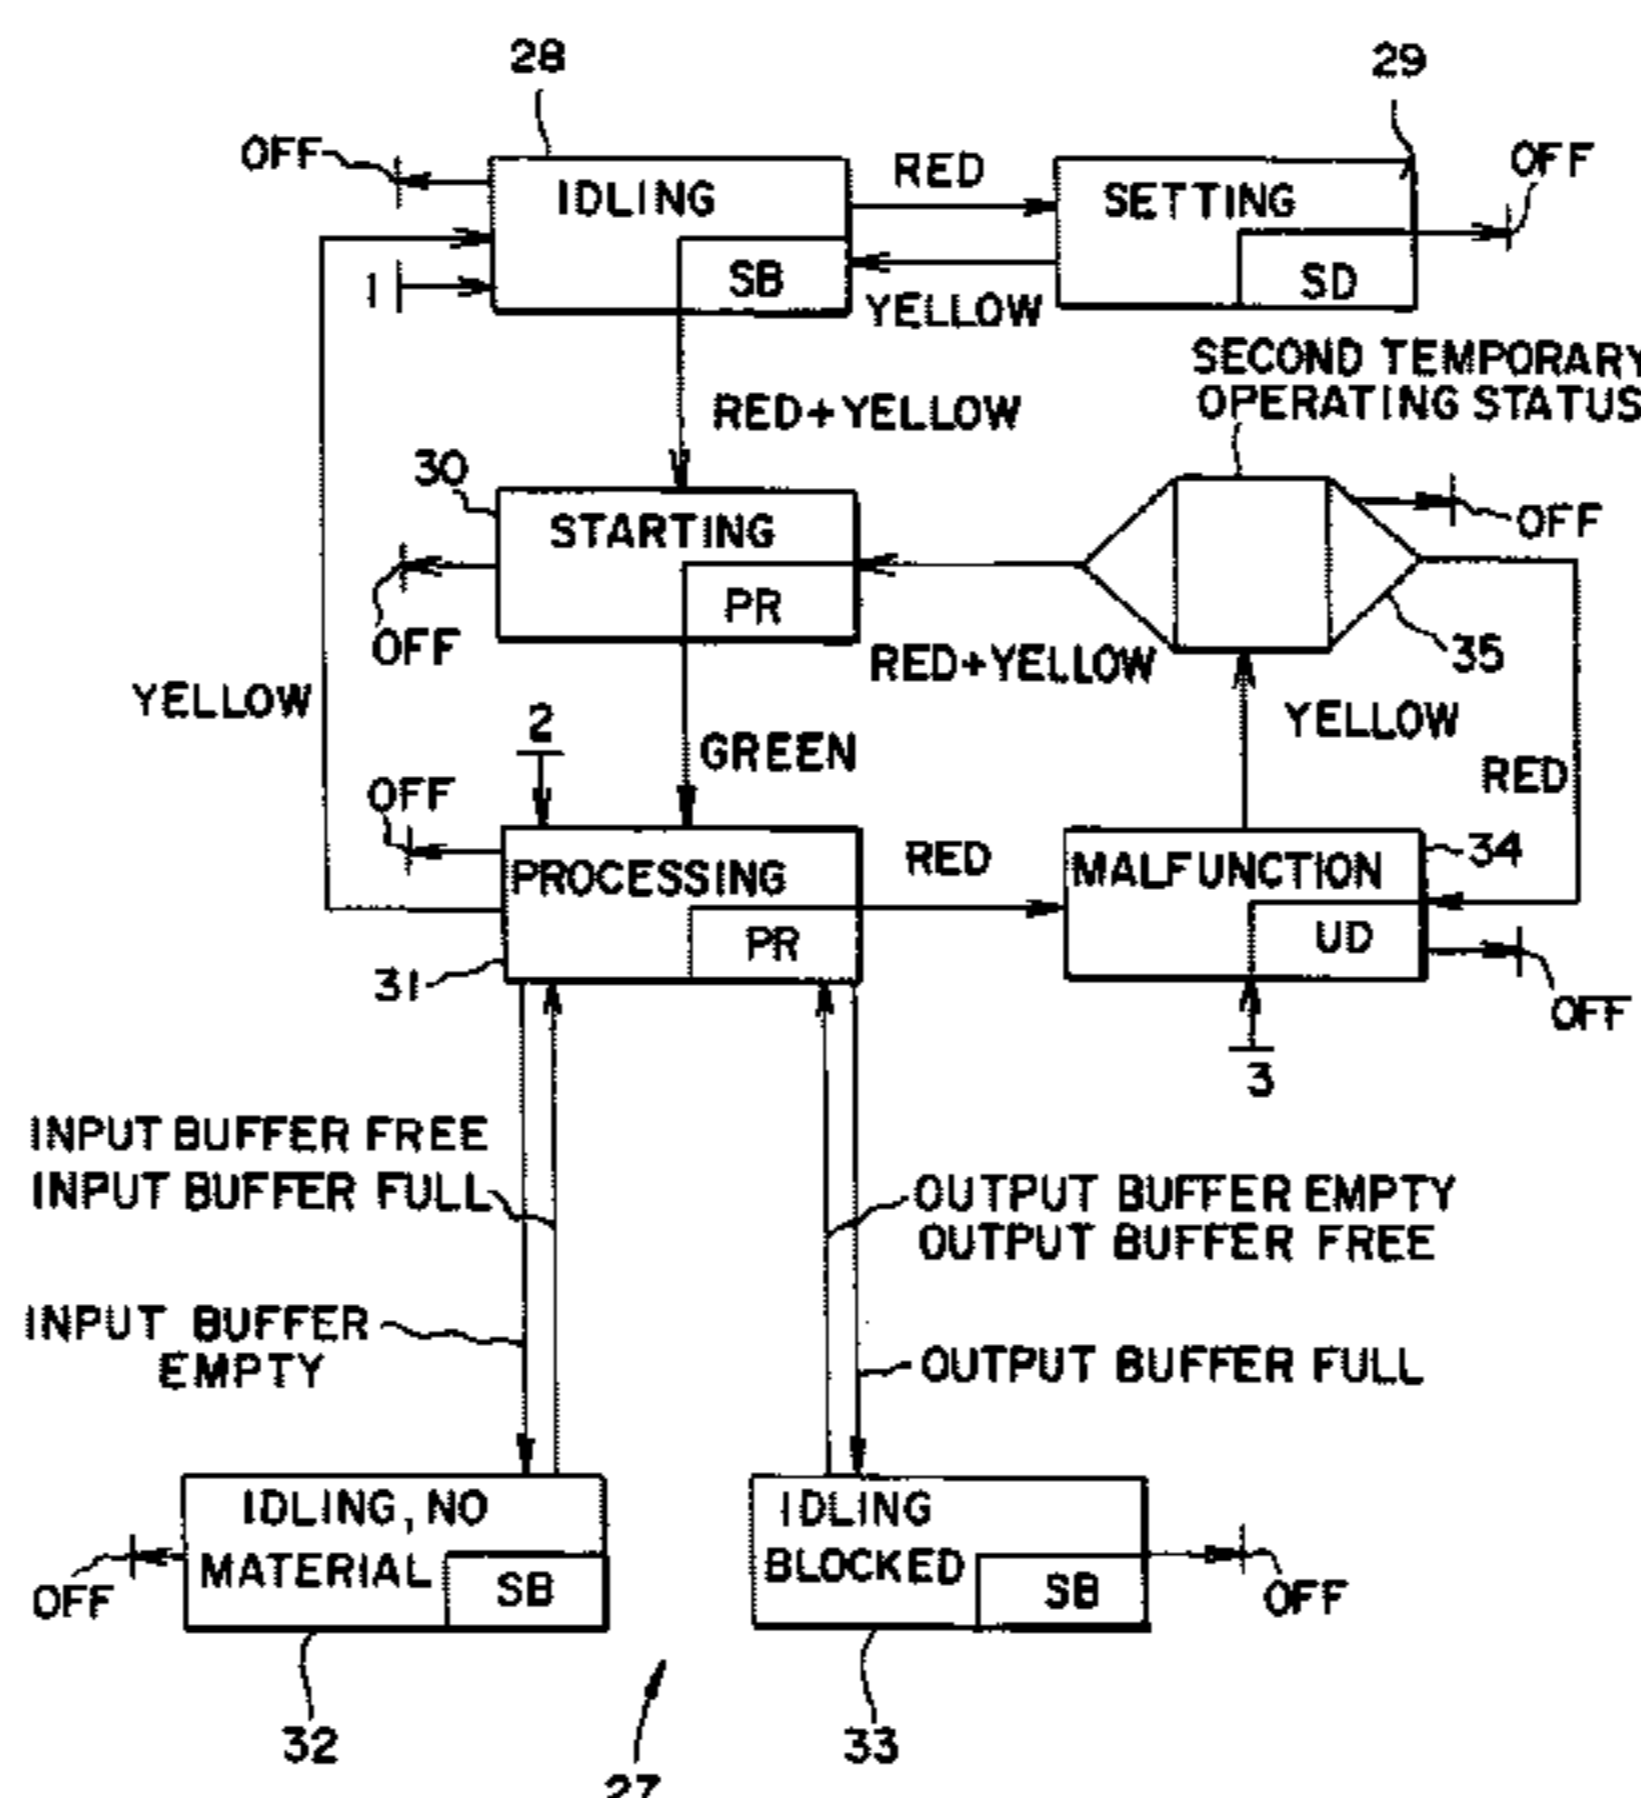 28
29
OFF
IDLING
RED
SETTING
OFF
1
SB
YELLOW
SD
SECOND TEMPORARY
OPERATING STATUS
RED+YELLOW
30
STARTING
OFF
PR
OFF
RED+YELLOW
35
YELLOW
2
GREEN
YELLOW
RED
OFF
PROCESSING
RED
MALFUNCTION
34
PR
UD
31
OFF
3
INPUT BUFFER FREE
INPUT BUFFER FULL
OUTPUT BUFFER EMPTY
OUTPUT BUFFER FREE
INPUT BUFFER
EMPTY
OUTPUT BUFFER FULL
IDLING, NO
MATERIAL
SB
OFF
IDLING
BLOCKED
SB
OFF
32
33
27